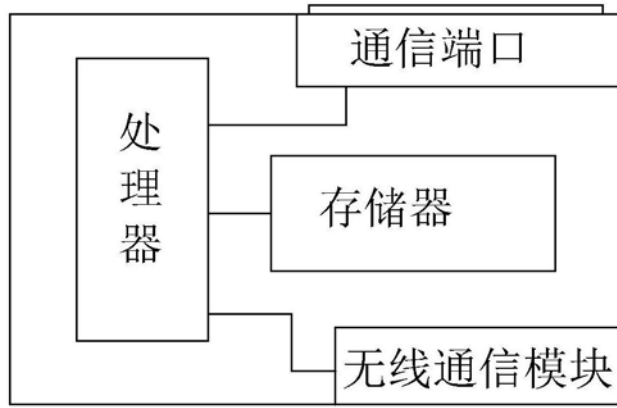 通信端口
处理器
存储器
无线通信模块